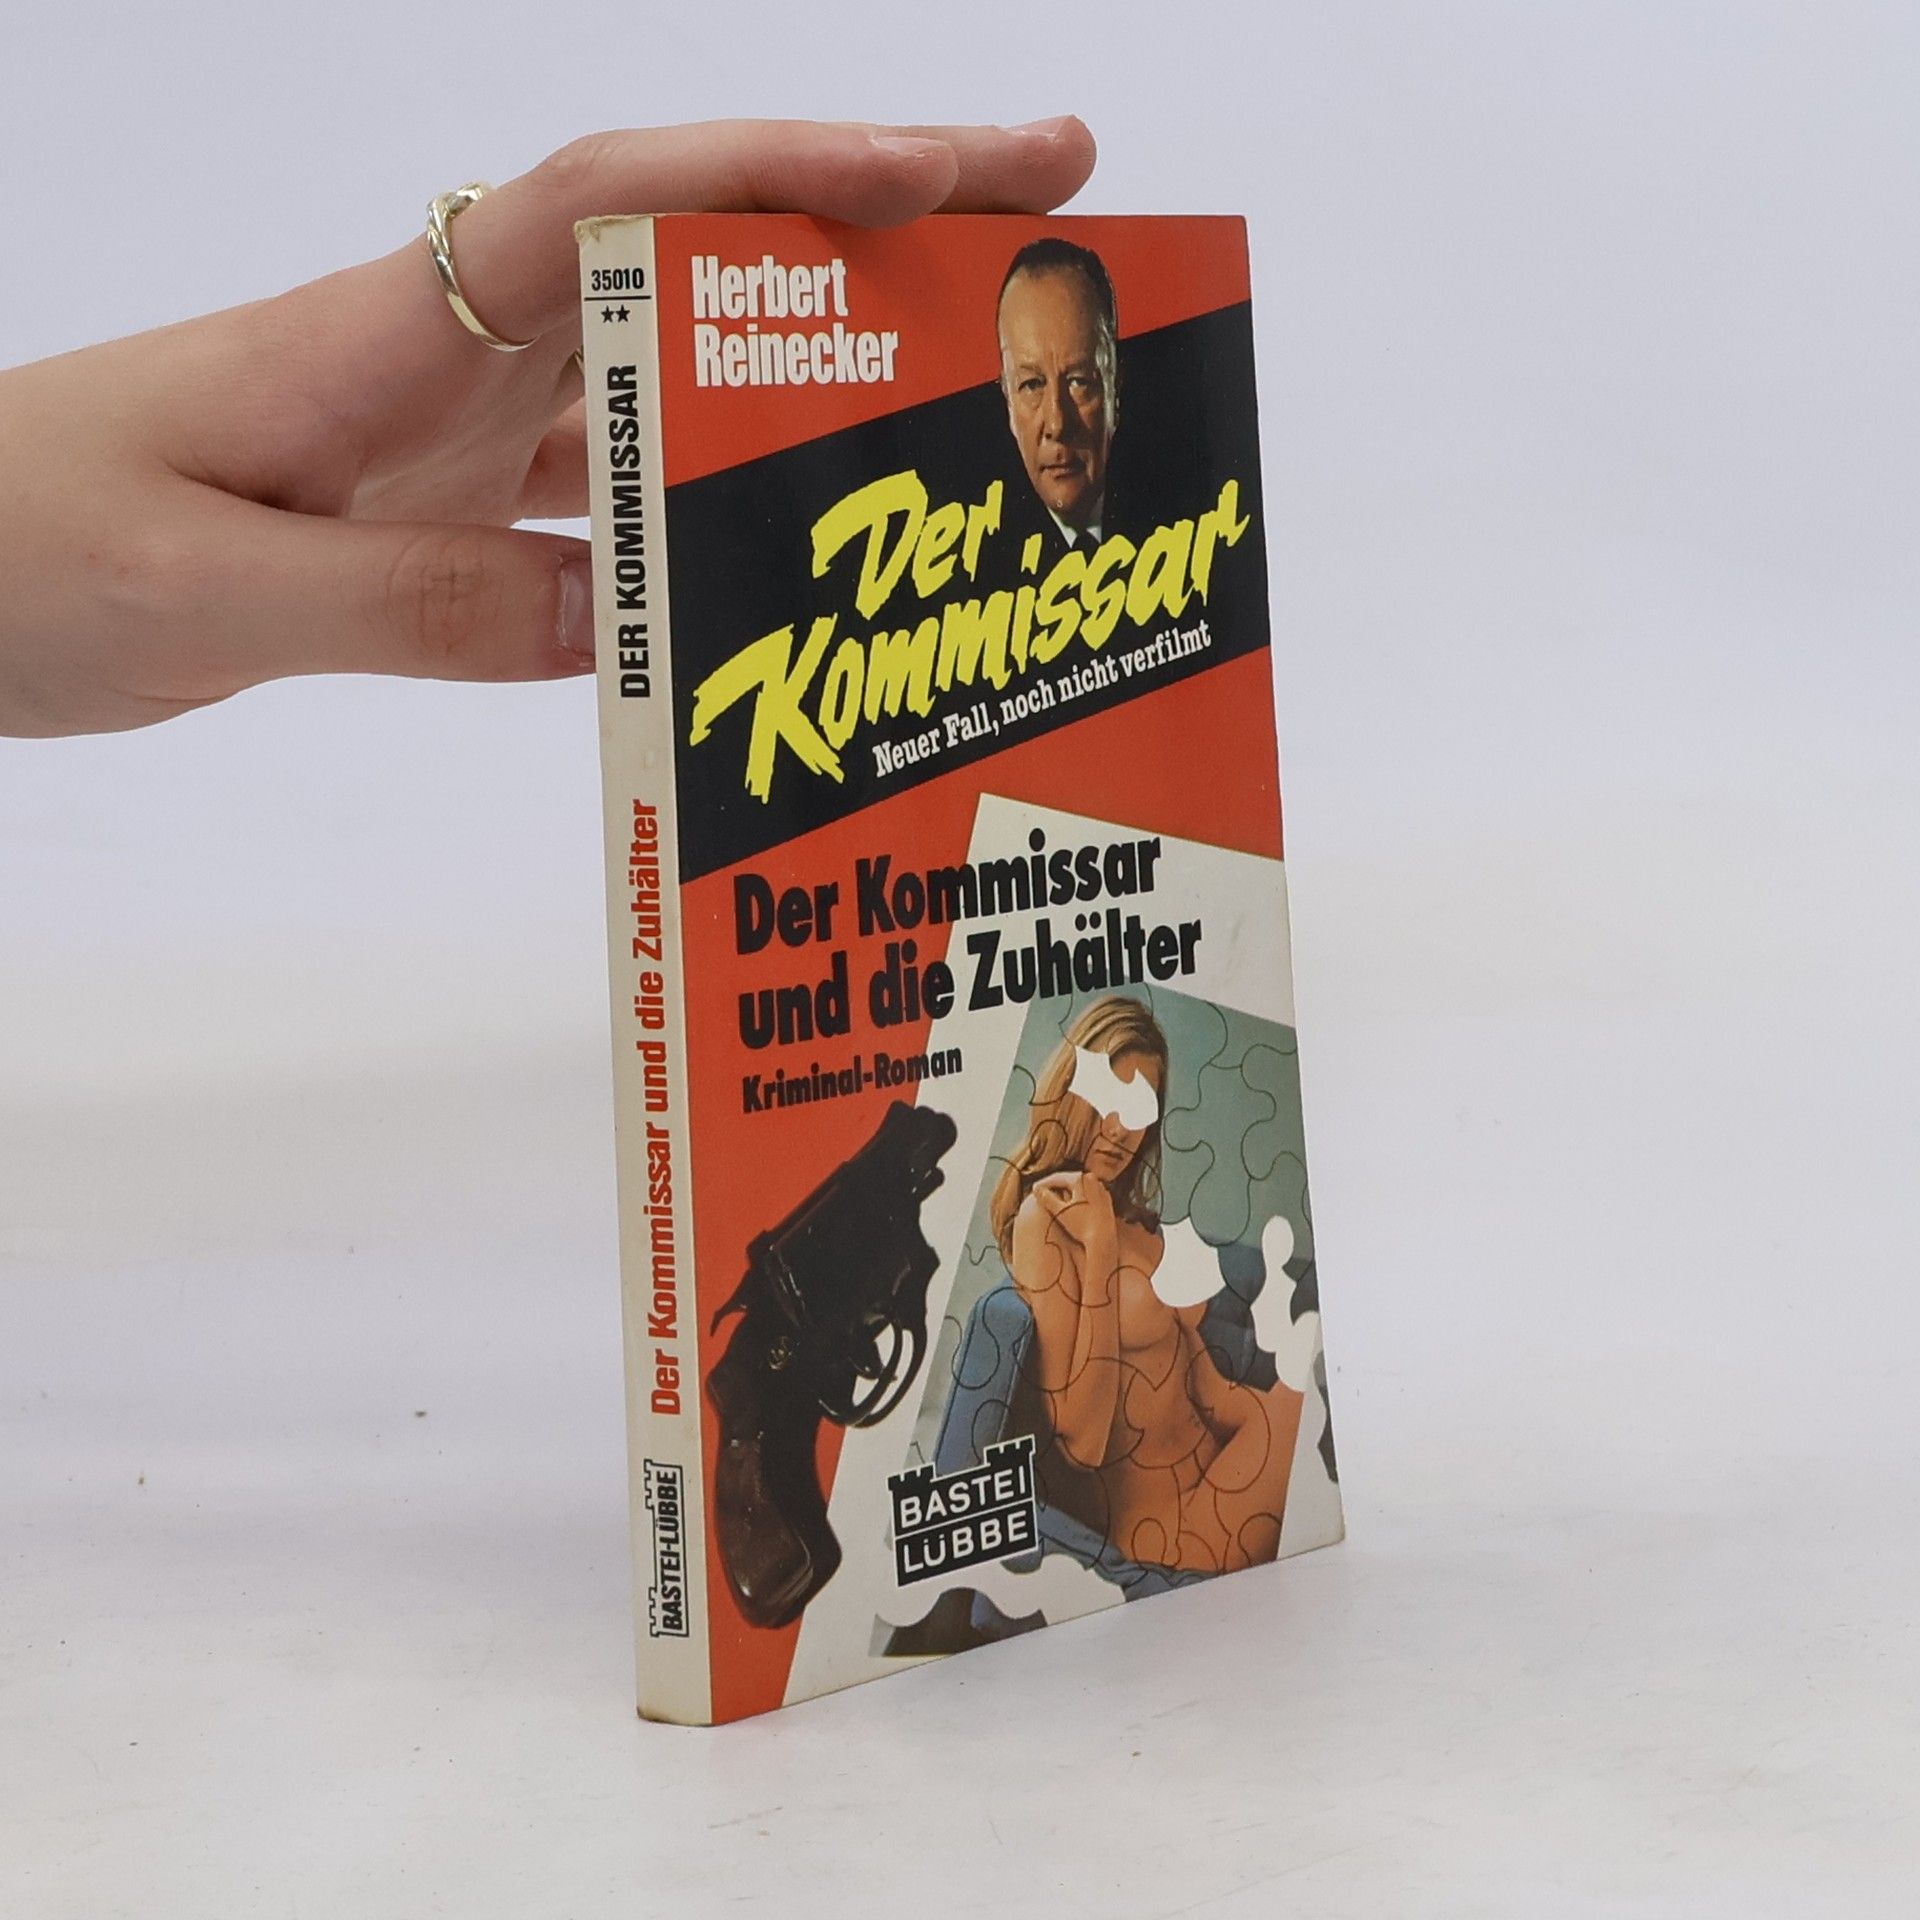 35010
★★
DER KOMMISSAR
Der Kommissar und die Zuhälter
BASTEI-LÜBBE
Herbert
Reinecker
Der
Kommissar
Neuer Fall, noch nicht verfilmt
Der Kommissar
und die Zuhälter
Kriminal-Roman
BASTEI
LÜBBE